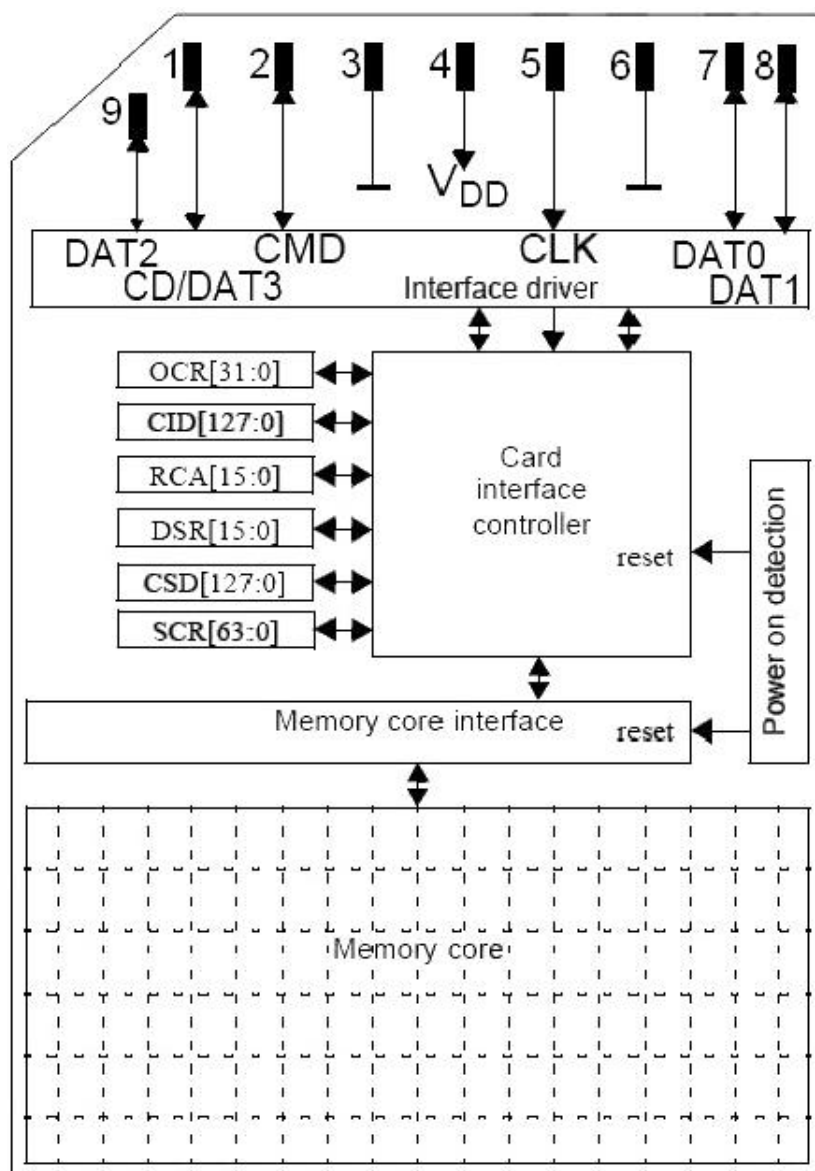 1 2 3 4 5 6 7 8
9
VDD
DAT2 CMD CLK DAT0
CD/DAT3 Interface driver DAT1
OCR[31:0]
CID[127:0]
RCA[15:0]
DSR[15:0]
CSD[127:0]
SCR[63:0]
Card
interface
controller
reset
Power on detection
Memory core interface
reset
Memory core